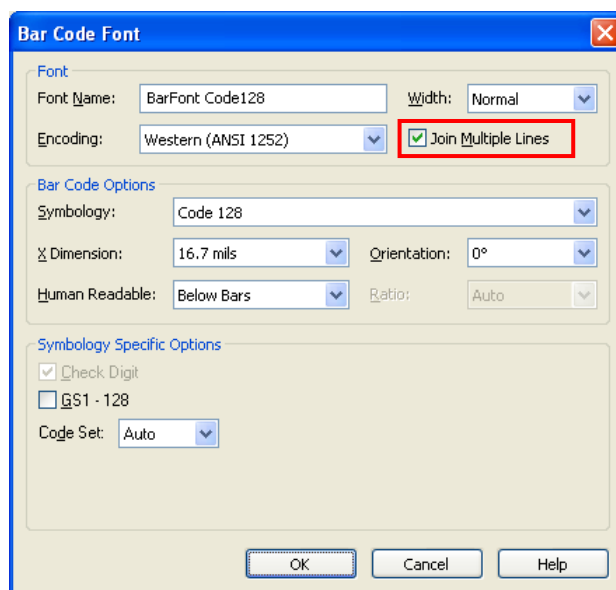 Bar Code Font
Font
Font Name: BarFont Code128 Width: Normal
Encoding: Western (ANSI 1252) Join Multiple Lines
Bar Code Options
Symbology: Code 128
X Dimension: 16.7 mils Orientation: 0°
Human Readable: Below Bars Ratio: Auto
Symbology Specific Options
Check Digit
GS1 - 128
Code Set: Auto
OK Cancel Help